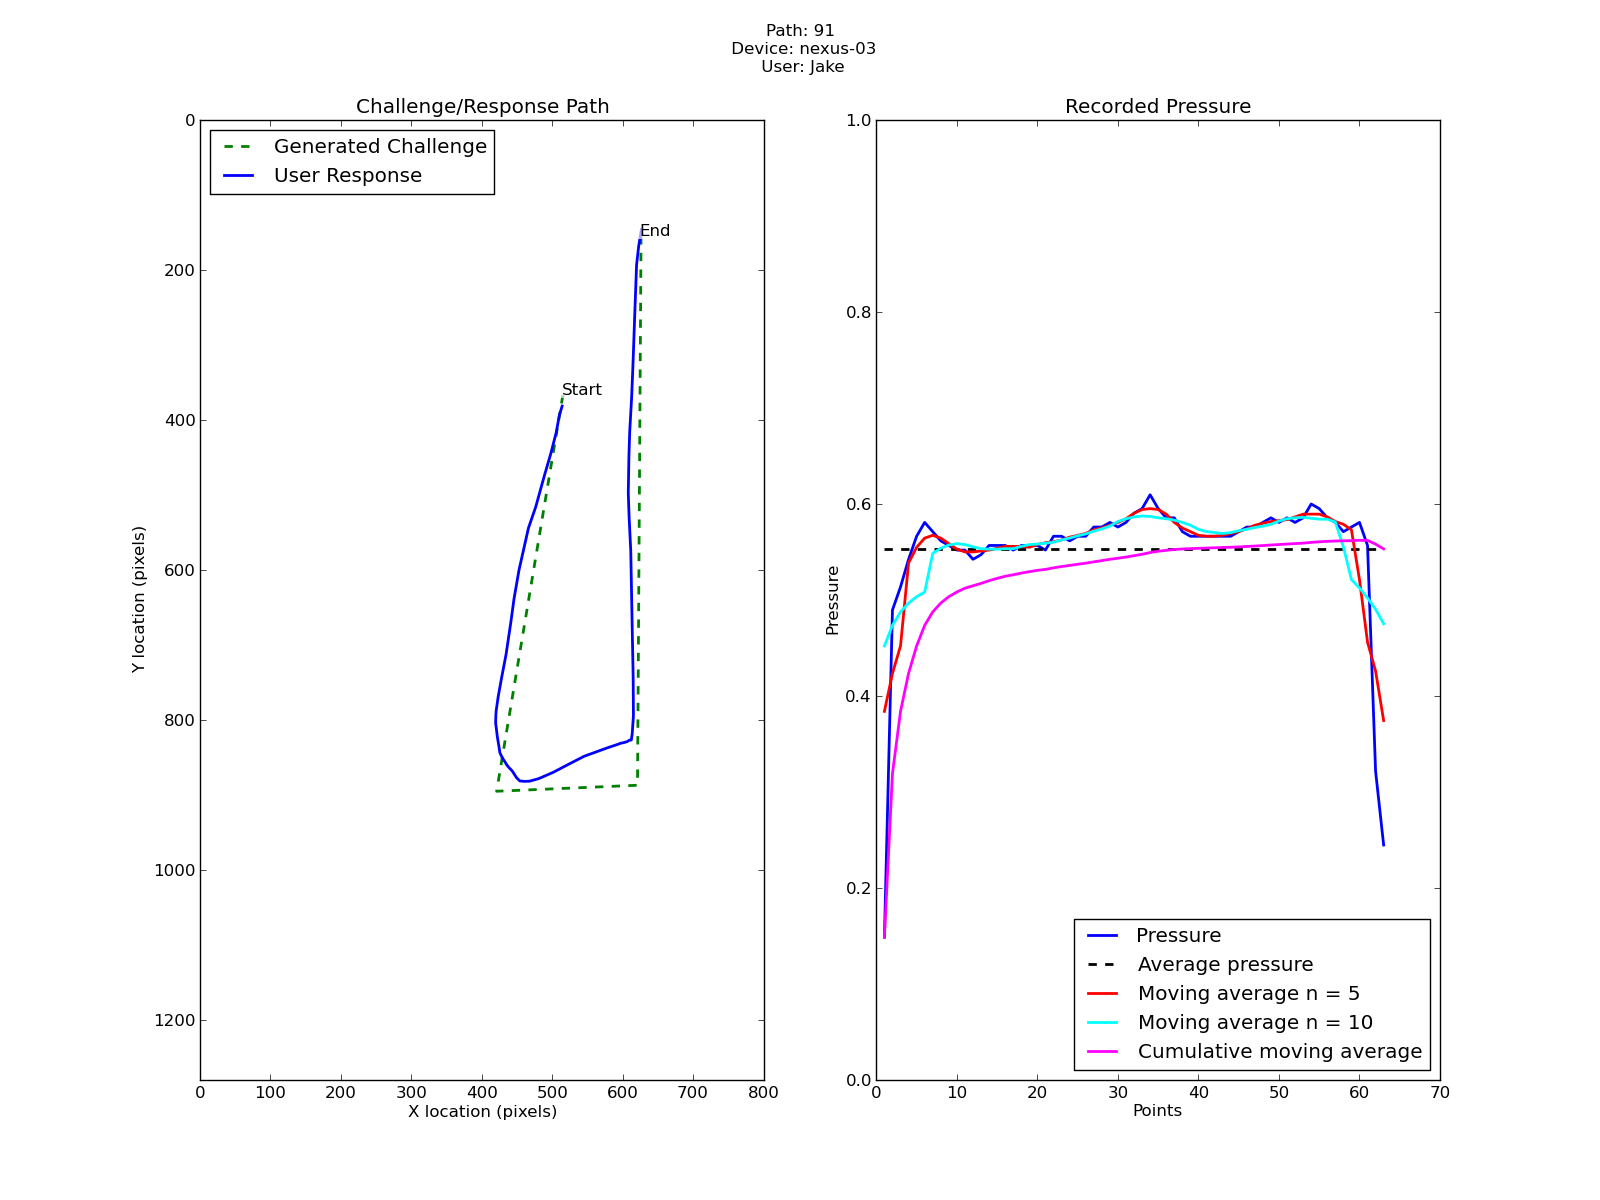 Path: 91
Device: nexus-03
User: Jake
Challenge/Response Path
Generated Challenge
User Response
End
Start
0
200
400
600
800
1000
1200
Y location (pixels)
0 100 200 300 400 500 600 700 800
X location (pixels)
Recorded Pressure
1.0
0.8
0.6
0.4
0.2
0.0
Pressure
Pressure
Average pressure
Moving average n = 5
Moving average n = 10
Cumulative moving average
0 10 20 30 40 50 60 70
Points